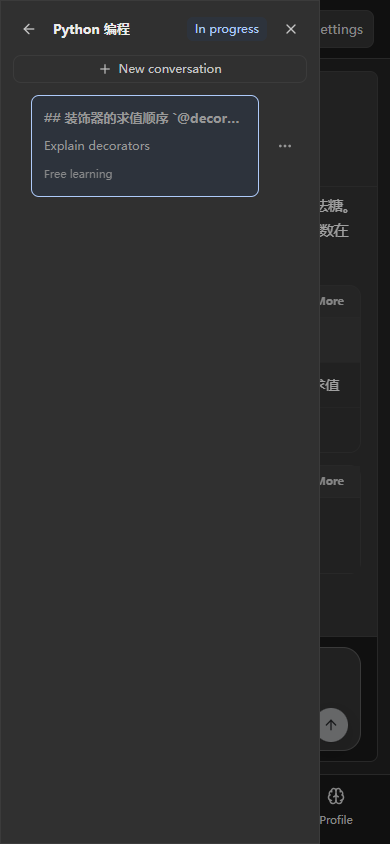 Python 编程
In progress
ettings
New conversation
## 装饰器的求值顺序 `@decor...
Explain decorators
Free learning
法糖。
数在
More
求值
More
Profile